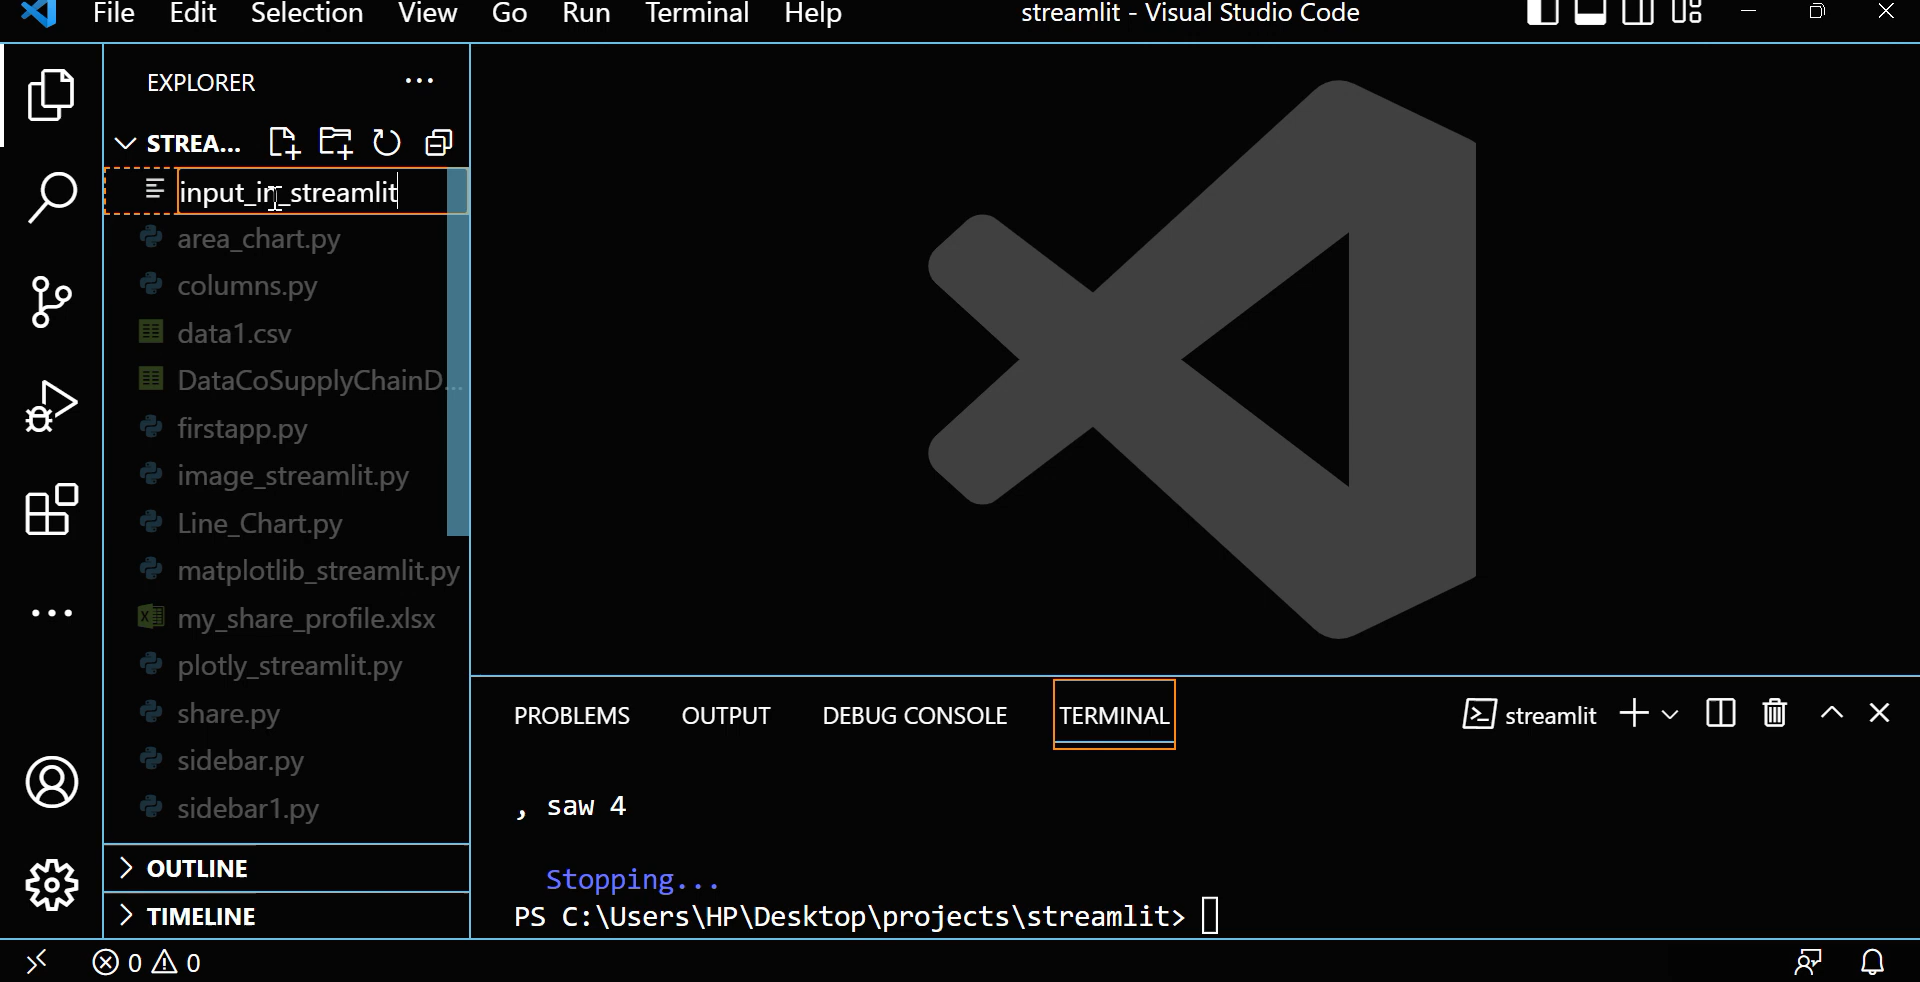 File Edit Selection View Go Run Terminal Help streamlit - Visual Studio Code
EXPLORER
STREA...
input_in_streamlit
area_chart.py
columns.py
data1.csv
DataCoSupplyChainD...
firstapp.py
image_streamlit.py
Line_Chart.py
matplotlib_streamlit.py
my_share_profile.xlsx
plotly_streamlit.py
share.py
sidebar.py
sidebar1.py
OUTLINE
TIMELINE
PROBLEMS OUTPUT DEBUG CONSOLE TERMINAL streamlit
, saw 4
Stopping...
PS C:\Users\HP\Desktop\projects\streamlit>
0 0